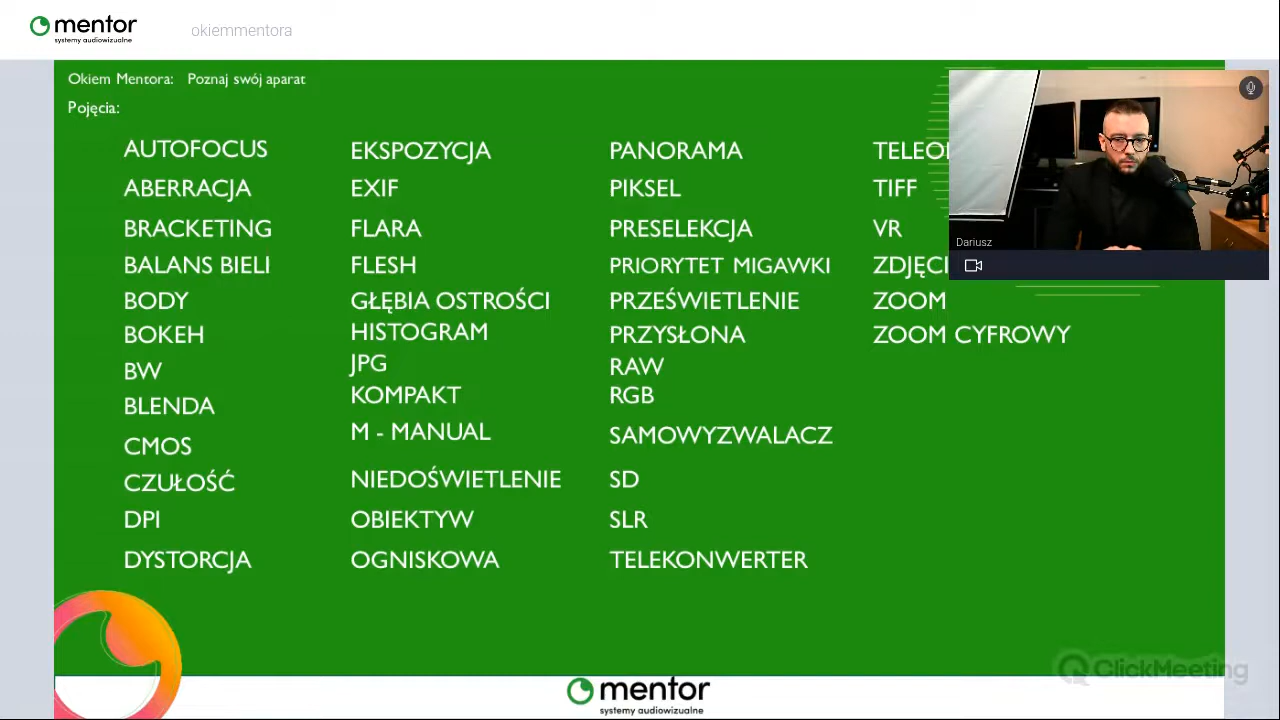 mentor
systemy audiowizualne
okiemmentora
Okiem Mentora: Poznaj swój aparat
Pojęcia:
AUTOFOCUS
ABERRACJA
BRACKETING
BALANS BIELI
BODY
BOKEH
BW
BLENDA
CMOS
CZUŁOŚĆ
DPI
DYSTORCJA
EKSPOZYCJA
EXIF
FLARA
FLESH
GŁĘBIA OSTROŚCI
HISTOGRAM
JPG
KOMPAKT
M - MANUAL
NIEDOŚWIETLENIE
OBIEKTYW
OGNISKOWA
PANORAMA
PIKSEL
PRESELEKCJA
PRIORYTET MIGAWKI
PRZEŚWIETLENIE
PRZYSŁONA
RAW
RGB
SAMOWYZWALACZ
SD
SLR
TELEKONWERTER
TIFF
VR
ZOOM
ZOOM CYFROWY
Dariusz
ClickMeeting
mentor
systemy audiowizualne